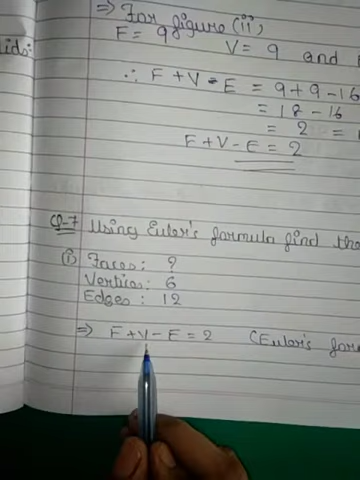 ⇒ For figure (ii),
F = 9 V = 9 and
∴ F + V - E = 9 + 9 - 16
= 18 - 16
= 2 =
F + V - E = 2
Q-7 Using Euler's formula find the
(i) Faces: ?
Vertices: 6
Edges: 12
⇒ F + V - E = 2 (Euler's for